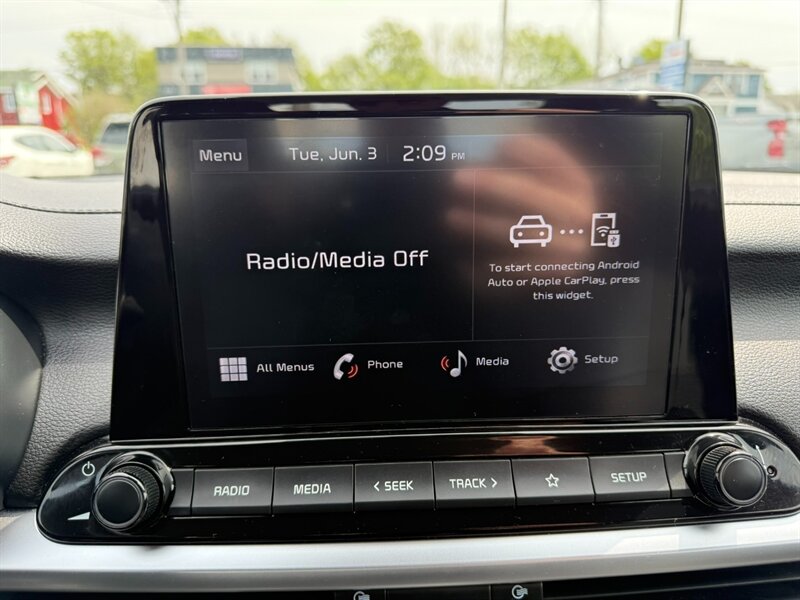 Menu Tue, Jun. 3 2:09 PM
Radio/Media Off
To start connecting Android
Auto or Apple CarPlay, press
this widget.
All Menus Phone Media Setup
RADIO MEDIA < SEEK TRACK > SETUP